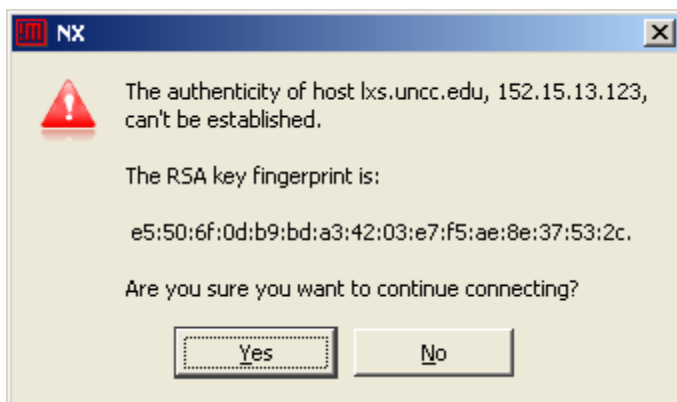 NX
The authenticity of host lxs.uncc.edu, 152.15.13.123,
can't be established.
The RSA key fingerprint is:
e5:50:6f:0d:b9:bd:a3:42:03:e7:f5:ae:8e:37:53:2c.
Are you sure you want to continue connecting?
Yes
No